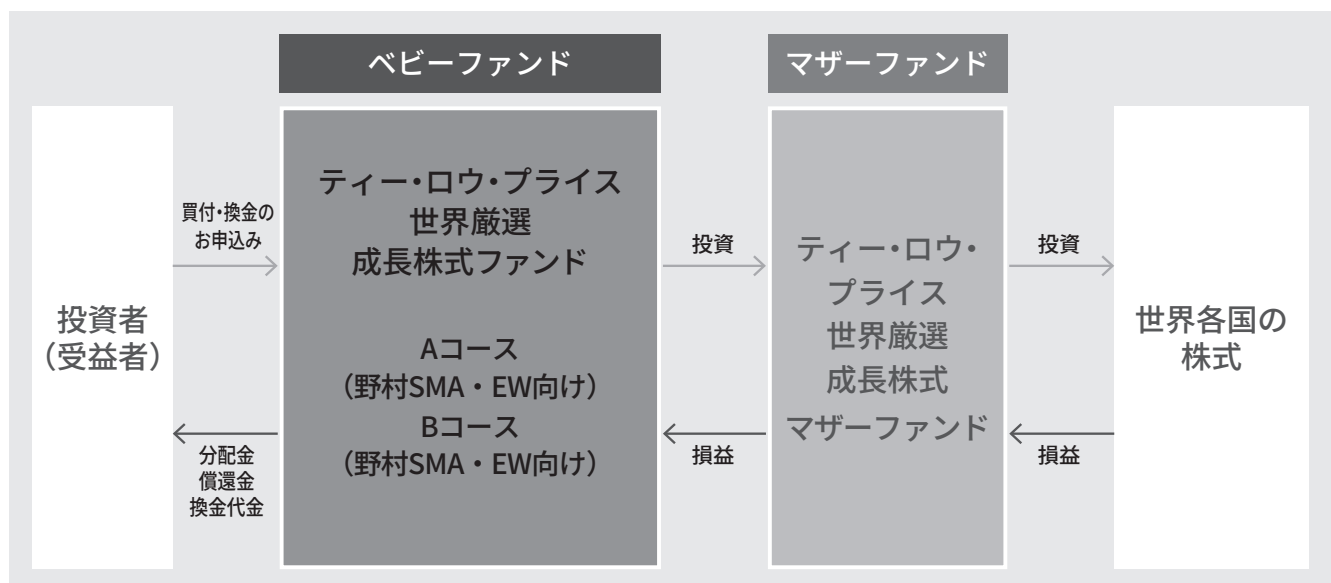 ベビーファンド
マザーファンド
投資者
（受益者）
買付・換金の
お申込み
分配金
償還金
換金代金
ティー・ロウ・プライス
世界厳選
成長株式ファンド
Aコース
（野村SMA・EW向け）
Bコース
（野村SMA・EW向け）
投資
損益
ティー・ロウ・
プライス
世界厳選
成長株式
マザーファンド
投資
損益
世界各国の
株式